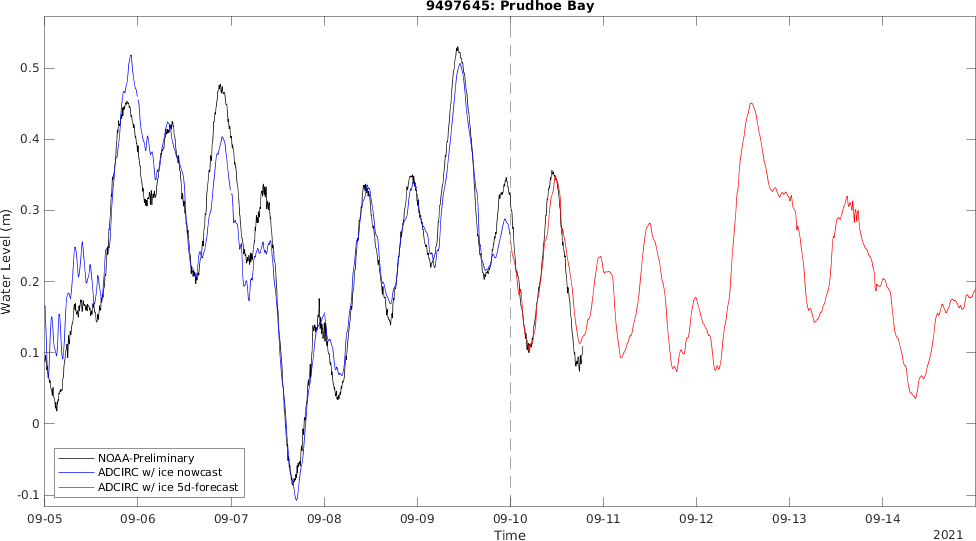 9497645: Prudhoe Bay
Water Level (m)
0.5
0.4
0.3
0.2
0.1
0
-0.1
NOAA-Preliminary
ADCIRC w/ ice nowcast
ADCIRC w/ ice 5d-forecast
09-05 09-06 09-07 09-08 09-09 09-10 09-11 09-12 09-13 09-14
Time
2021